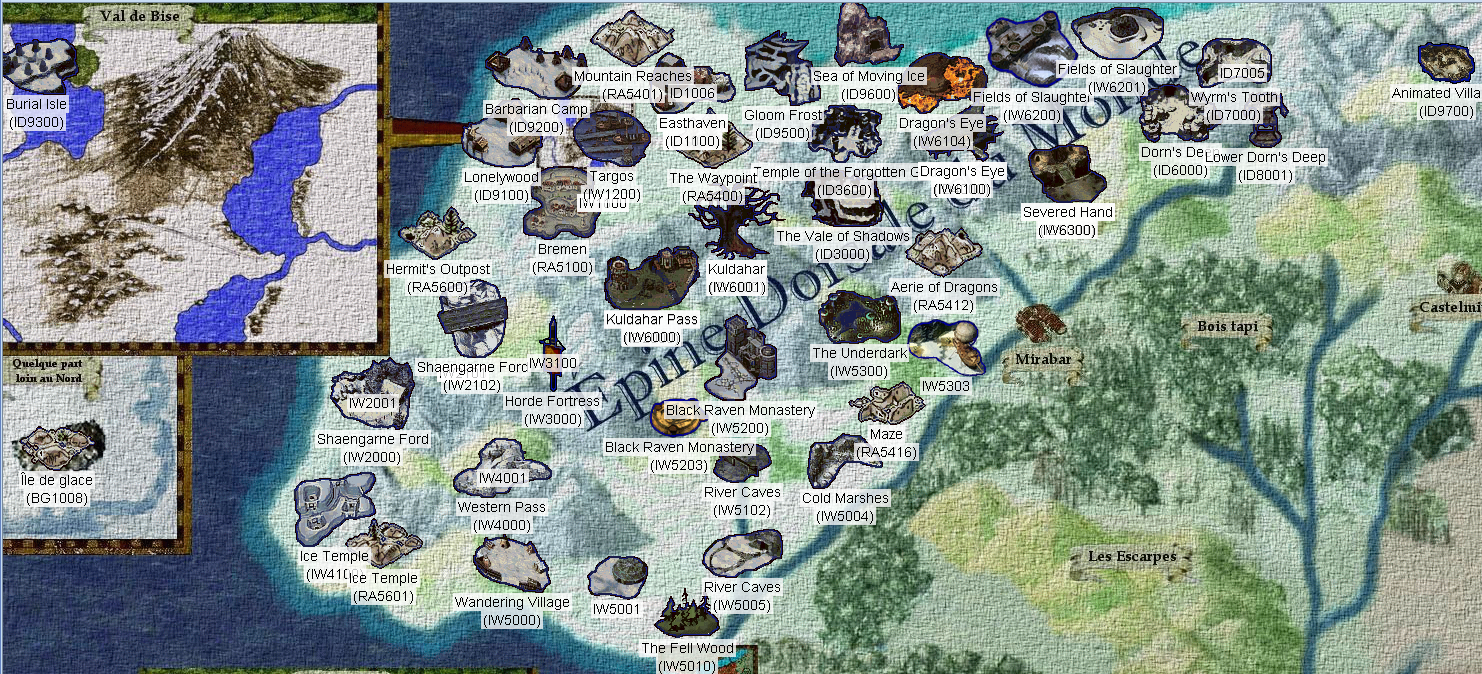 Val de Bise
Burial Isle
(ID9300)
Mountain Reaches
(RA5401)
ID1006
Barbarian Camp
(ID9200)
Easthaven
(ID1100)
Gloom Frost
(ID9500)
Sea of Moving Ice
(ID9600)
Dragon's Eye
(IW6104)
Fields of Slaughter
(IW6200)
Fields of Slaughter
(IW6201)
ID7005
Wyrm's Tooth
(ID7000)
Animated Villa
(ID9700)
Lonelywood
(ID9100)
Targos
(IW1200)
The Waypoint
(RA5400)
Temple of the Forgotten G
(ID3600)
Dragon's Eye
(IW6100)
Severed Hand
(IW6300)
Dorn's De
(ID6000)
Lower Dorn's Deep
(ID8001)
Epine Dorsale du Monde
Hermit's Outpost
(RA5600)
Bremen
(RA5100)
Kuldahar
(IW6001)
The Vale of Shadows
(ID3000)
Aerie of Dragons
(RA5412)
Kuldahar Pass
(IW6000)
Shaengarne Ford
(IW2102)
IW3100
Horde Fortress
(IW3000)
The Underdark
(IW5300)
IW5303
Mirabar
Bois tapi
Castelmi
Quelque part
loin au Nord
Île de glace
(BG1008)
IW2001
Shaengarne Ford
(IW2000)
Black Raven Monastery
(IW5200)
Black Raven Monastery
(IW5203)
Maze
(RA5416)
IW4001
Western Pass
(IW4000)
River Caves
(IW5102)
Cold Marshes
(IW5004)
Ice Temple
(IW410
Ice Temple
(RA5601)
Wandering Village
(IW5000)
IW5001
River Caves
(IW5005)
Les Escarpes
The Fell Wood
(IW5010)